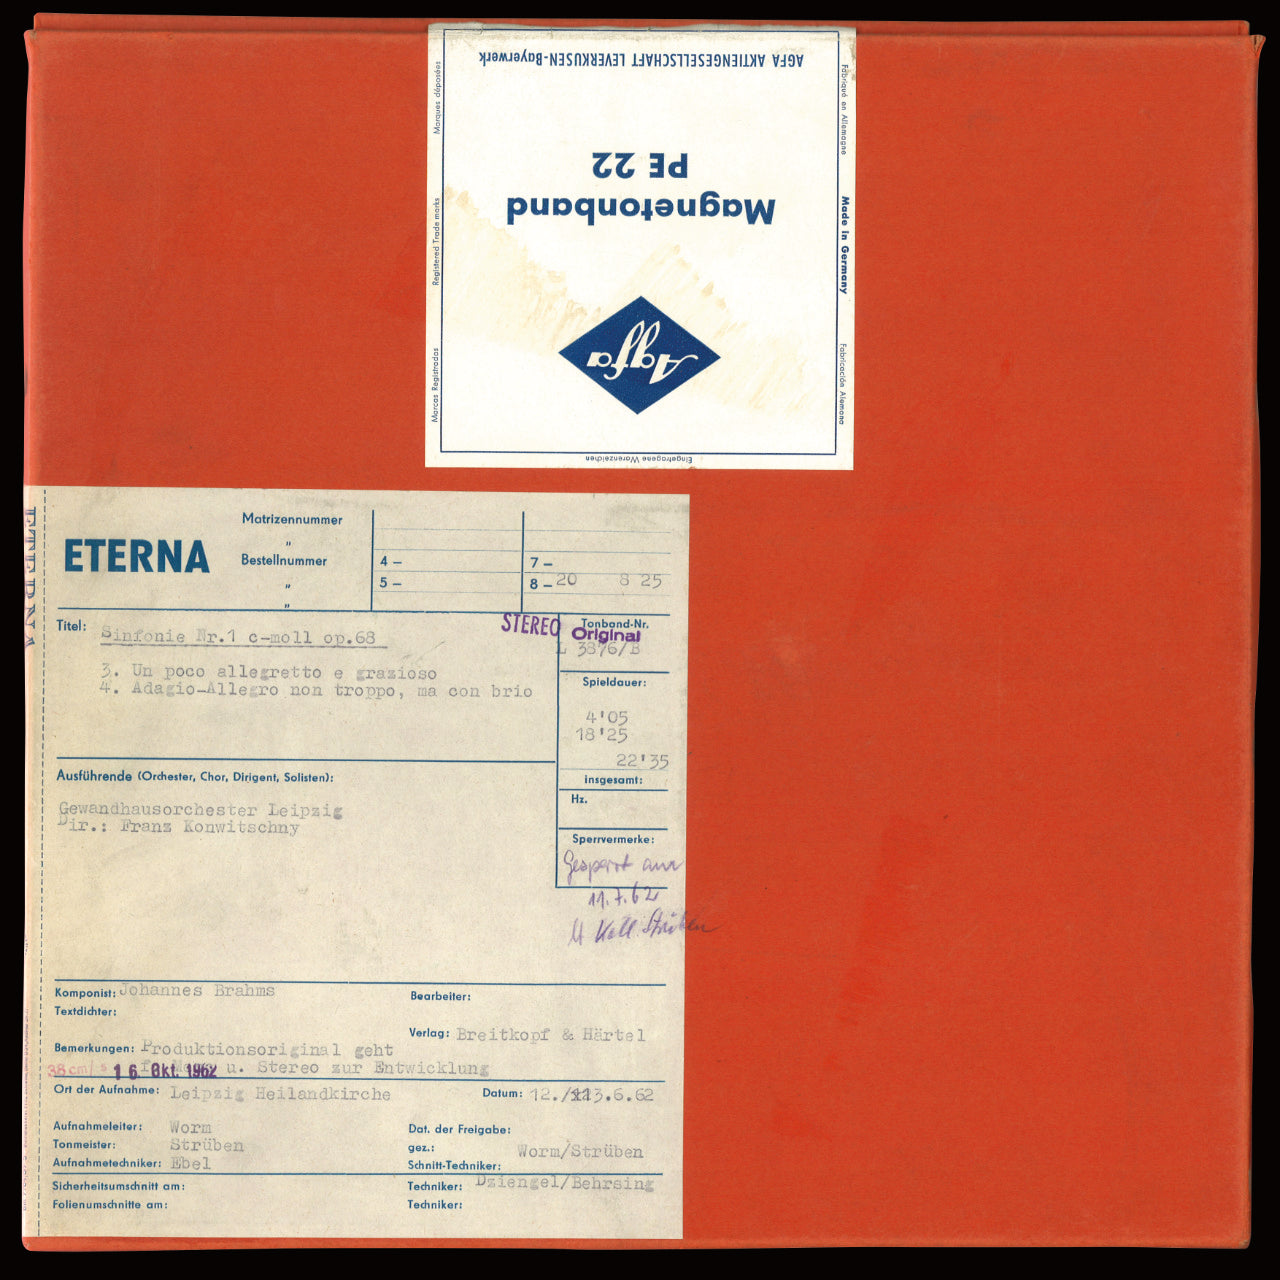 AGFA AKTIENGESELLSCHAFT LEVERKUSEN-Bayerwerk
PE 22
Magnetonband
Agfa
Eingetragene Warenzeichen
Marques déposées
Registered Trade marks
Marcas Registradas
Fabriqué en Allemagne
Made in Germany
Fabricación Alemana
ETERNA
ETERNA
Matrizennummer
"
Bestellnummer
"
"
4 –
5 –
7 –
8 – 20 8 25
Titel: Sinfonie Nr.1 c-moll op.68
3. Un poco allegretto e grazioso
4. Adagio-Allegro non troppo, ma con brio
STEREO
Tonband-Nr.
Original
L 3876/B
Spieldauer:
4'05
18'25
22'35
insgesamt:
Hz.
Sperrvermerke:
Gesperrt am
11.7.62
Strüben
Ausführende (Orchester, Chor, Dirigent, Solisten):
Gewandhausorchester Leipzig
Dir.: Franz Konwitschny
Komponist: Johannes Brahms
Textdichter:
Bearbeiter:
Verlag: Breitkopf & Härtel
Bemerkungen: Produktionsoriginal geht
f. Mono u. Stereo zur Entwicklung
38 cm/s 16. Okt. 1962
Ort der Aufnahme: Leipzig Heilandkirche
Datum: 12./13.6.62
Aufnahmeleiter: Worm
Tonmeister: Strüben
Aufnahmetechniker: Ebel
Dat. der Freigabe:
gez.: Worm/Strüben
Schnitt-Techniker:
Sicherheitsumschnitt am:
Techniker: Dziengel/Behrsing
Folienumschnitte am:
Techniker: